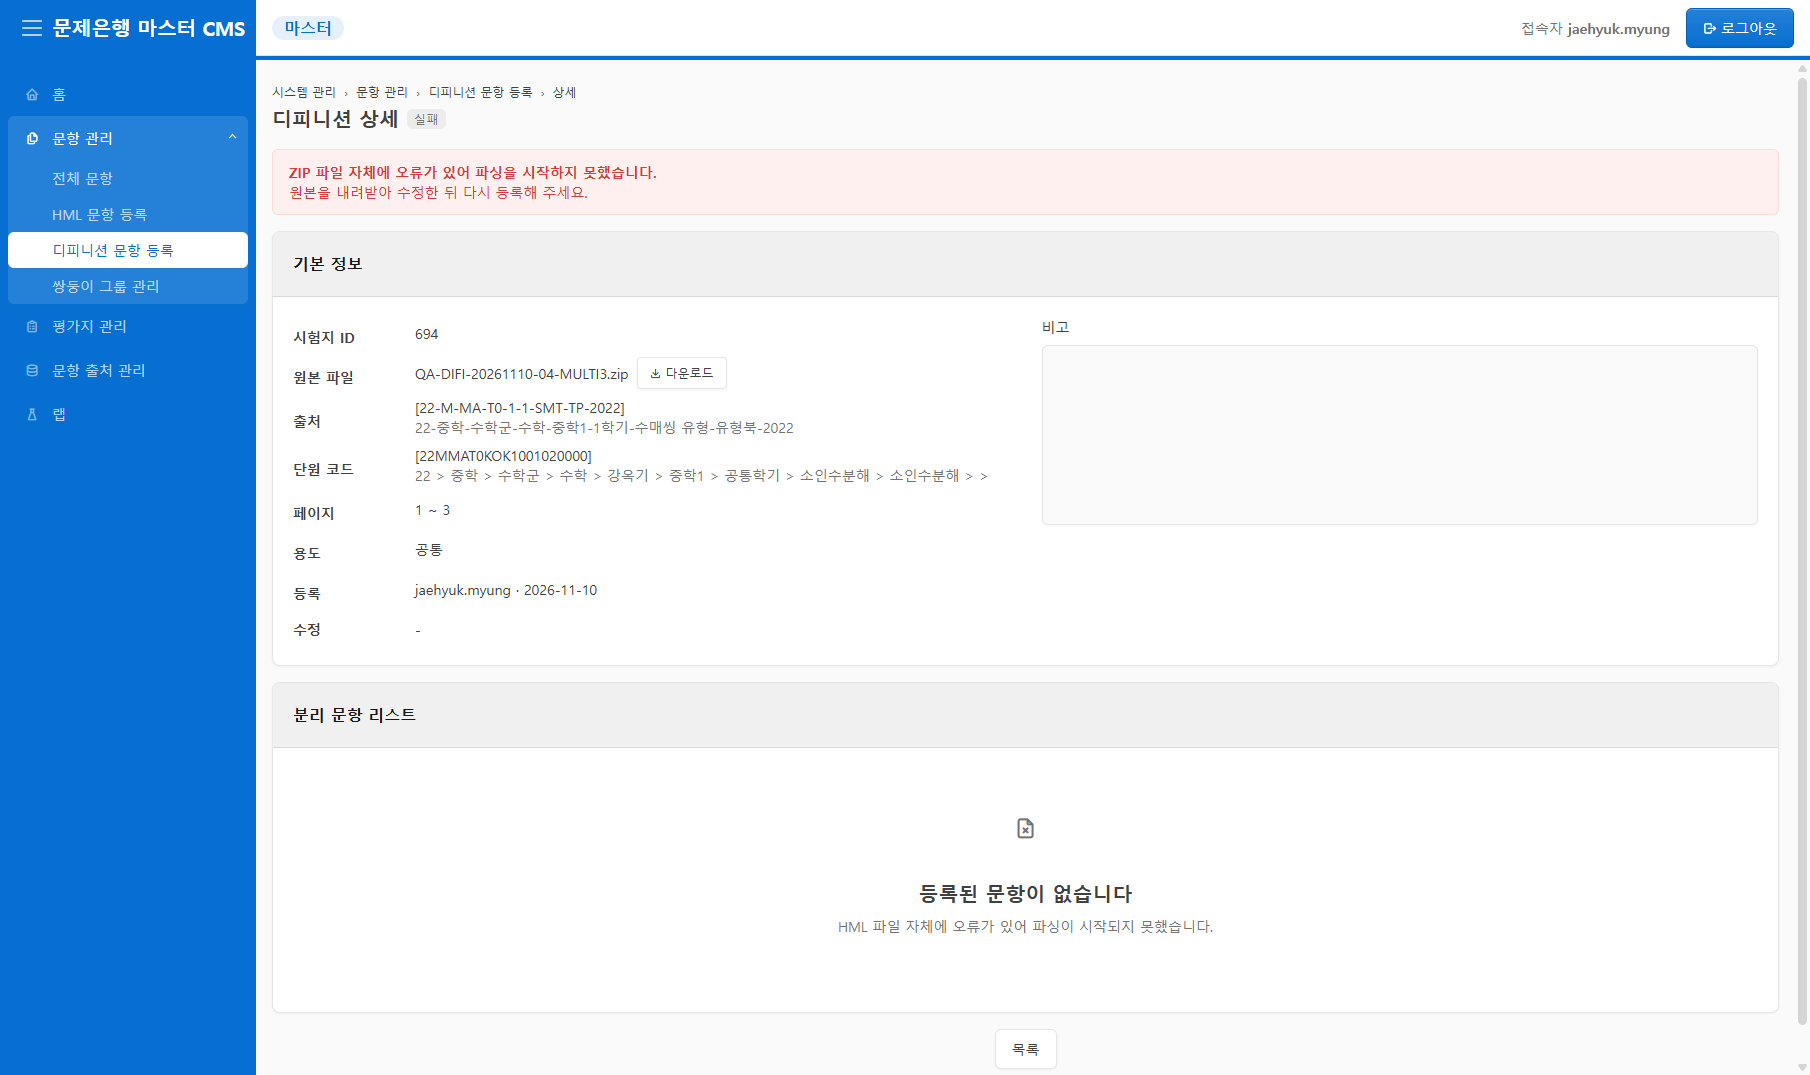 문제은행 마스터 CMS
마스터
접속자 jaehyuk.myung
로그아웃
홈
문항 관리
전체 문항
HML 문항 등록
디피니션 문항 등록
쌍둥이 그룹 관리
평가지 관리
문항 출처 관리
랩
시스템 관리 › 문항 관리 › 디피니션 문항 등록 › 상세
디피니션 상세 실패
ZIP 파일 자체에 오류가 있어 파싱을 시작하지 못했습니다.
원본을 내려받아 수정한 뒤 다시 등록해 주세요.
기본 정보
시험지 ID 694
원본 파일 QA-DIFI-20261110-04-MULTI3.zip 다운로드
출처 [22-M-MA-T0-1-1-SMT-TP-2022]
22-중학-수학군-수학-중학1-1학기-수매씽 유형-유형북-2022
단원 코드 [22MMAT0KOK1001020000]
22 > 중학 > 수학군 > 수학 > 강옥기 > 중학1 > 공통학기 > 소인수분해 > 소인수분해 > >
페이지 1 ~ 3
용도 공통
등록 jaehyuk.myung · 2026-11-10
수정 -
비고
분리 문항 리스트
등록된 문항이 없습니다
HML 파일 자체에 오류가 있어 파싱이 시작되지 못했습니다.
목록